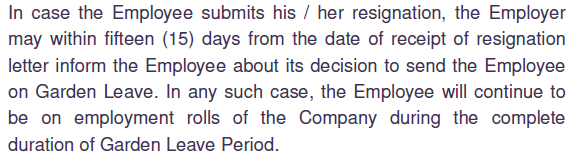 In case the Employee submits his / her resignation, the Employer
may within fifteen (15) days from the date of receipt of resignation
letter inform the Employee about its decision to send the Employee
on Garden Leave. In any such case, the Employee will continue to
be on employment rolls of the Company during the complete
duration of Garden Leave Period.